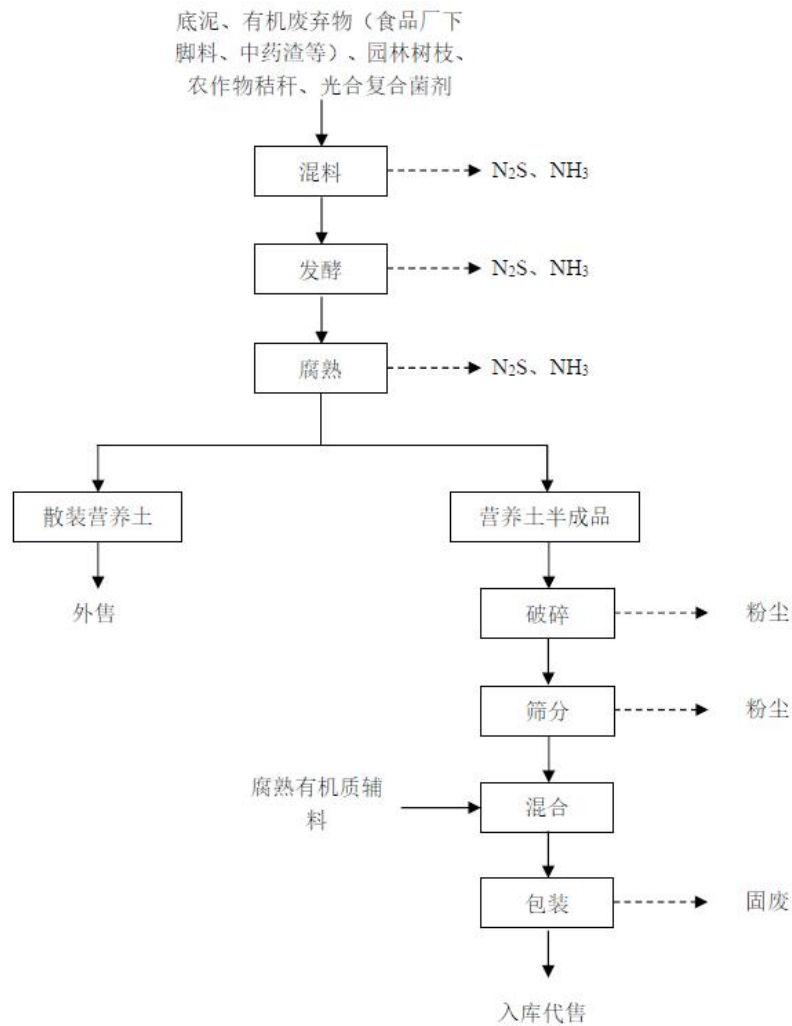 底泥、有机废弃物（食品厂下
脚料、中药渣等）、园林树枝、
农作物秸秆、光合复合菌剂
混料
N₂S、NH₃
发酵
N₂S、NH₃
腐熟
N₂S、NH₃
散装营养土
营养土半成品
外售
破碎
粉尘
筛分
粉尘
腐熟有机质辅
料
混合
包装
固废
入库代售